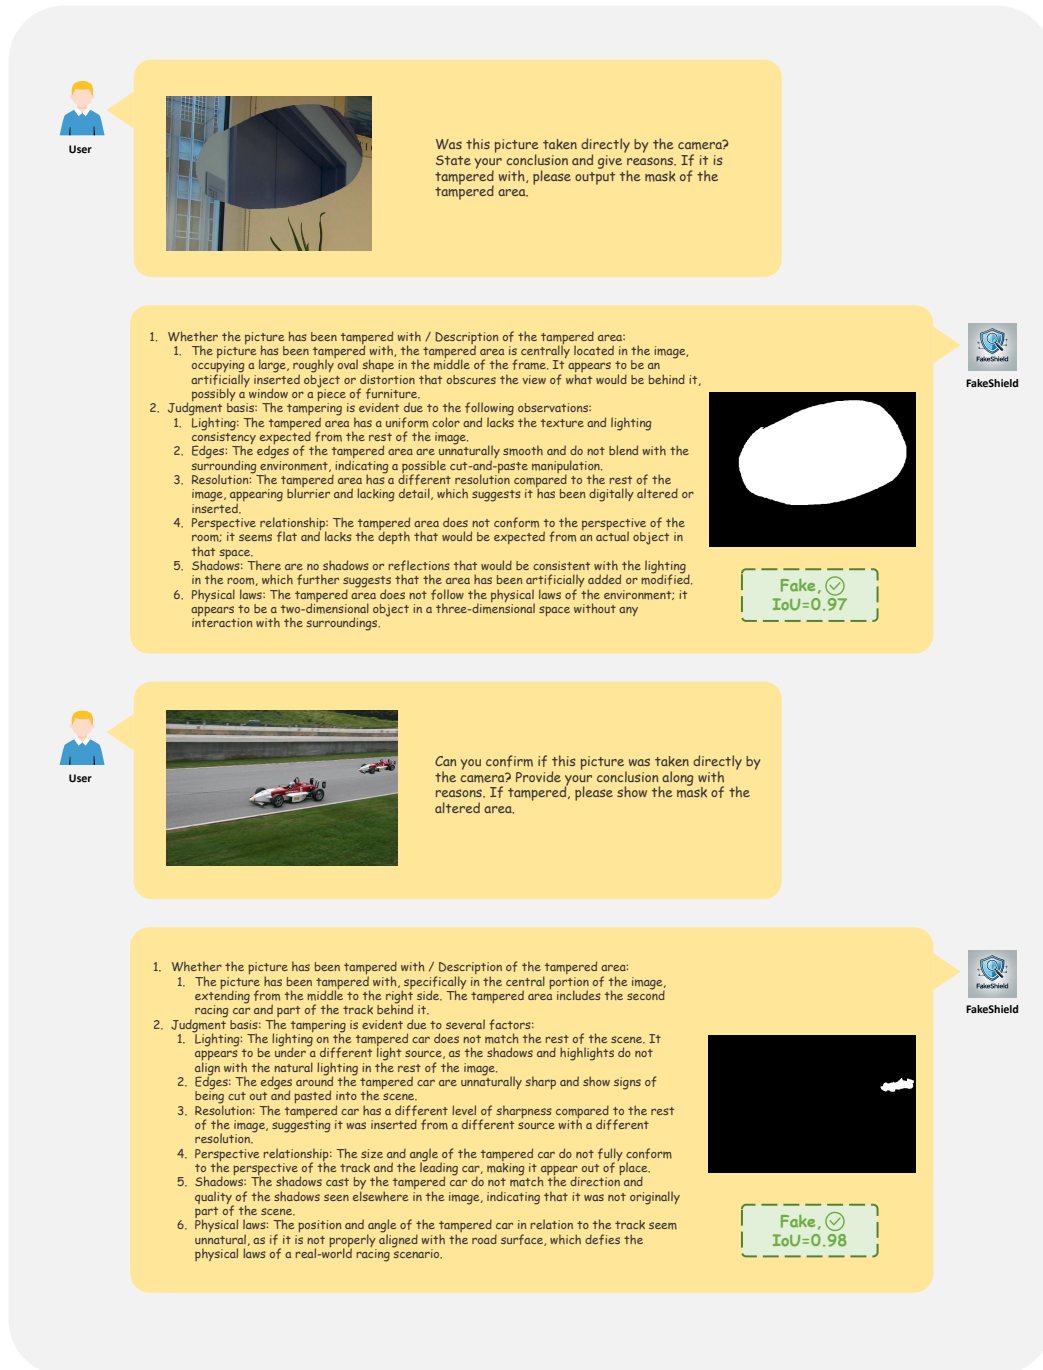 User
Was this picture taken directly by the camera?
State your conclusion and give reasons. If it is
tampered with, please output the mask of the
tampered area.
FakeShield
FakeShield
1. Whether the picture has been tampered with / Description of the tampered area:
1. The picture has been tampered with, the tampered area is centrally located in the image,
occupying a large, roughly oval shape in the middle of the frame. It appears to be an
artificially inserted object or distortion that obscures the view of what would be behind it,
possibly a window or a piece of furniture.
2. Judgment basis: The tampering is evident due to the following observations:
1. Lighting: The tampered area has a uniform color and lacks the texture and lighting
consistency expected from the rest of the image.
2. Edges: The edges of the tampered area are unnaturally smooth and do not blend with the
surrounding environment, indicating a possible cut-and-paste manipulation.
3. Resolution: The tampered area has a different resolution compared to the rest of the
image, appearing blurrier and lacking detail, which suggests it has been digitally altered or
inserted.
4. Perspective relationship: The tampered area does not conform to the perspective of the
room; it seems flat and lacks the depth that would be expected from an actual object in
that space.
5. Shadows: There are no shadows or reflections that would be consistent with the lighting
in the room, which further suggests that the area has been artificially added or modified.
6. Physical laws: The tampered area does not follow the physical laws of the environment; it
appears to be a two-dimensional object in a three-dimensional space without any
interaction with the surroundings.
Fake,
IoU=0.97
User
Can you confirm if this picture was taken directly by
the camera? Provide your conclusion along with
reasons. If tampered, please show the mask of the
altered area.
FakeShield
FakeShield
1. Whether the picture has been tampered with / Description of the tampered area:
1. The picture has been tampered with, specifically in the central portion of the image,
extending from the middle to the right side. The tampered area includes the second
racing car and part of the track behind it.
2. Judgment basis: The tampering is evident due to several factors:
1. Lighting: The lighting on the tampered car does not match the rest of the scene. It
appears to be under a different light source, as the shadows and highlights do not
align with the natural lighting in the rest of the image.
2. Edges: The edges around the tampered car are unnaturally sharp and show signs of
being cut out and pasted into the scene.
3. Resolution: The tampered car has a different level of sharpness compared to the rest
of the image, suggesting it was inserted from a different source with a different
resolution.
4. Perspective relationship: The size and angle of the tampered car do not fully conform
to the perspective of the track and the leading car, making it appear out of place.
5. Shadows: The shadows cast by the tampered car do not match the direction and
quality of the shadows seen elsewhere in the image, indicating that it was not originally
part of the scene.
6. Physical laws: The position and angle of the tampered car in relation to the track seem
unnatural, as if it is not properly aligned with the road surface, which defies the
physical laws of a real-world racing scenario.
Fake,
IoU=0.98